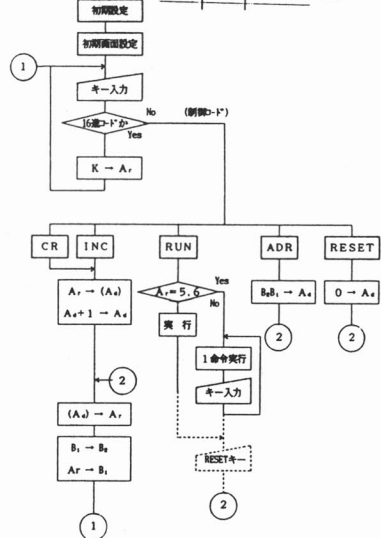 初期設定
初期画面設定
1
キー入力
16進コードか
No
(制御コード)
Yes
K → Ar
CR
INC
RUN
ADR
RESET
Ar → (Ad)
Ad+1 → Ad
Ar=5.6
Yes
No
B0B1 → Ad
0 → Ad
実 行
1命令実行
キー入力
2
2
2
(Ad) → Ar
B1 → B0
Ar → B1
RESETキー
1
2